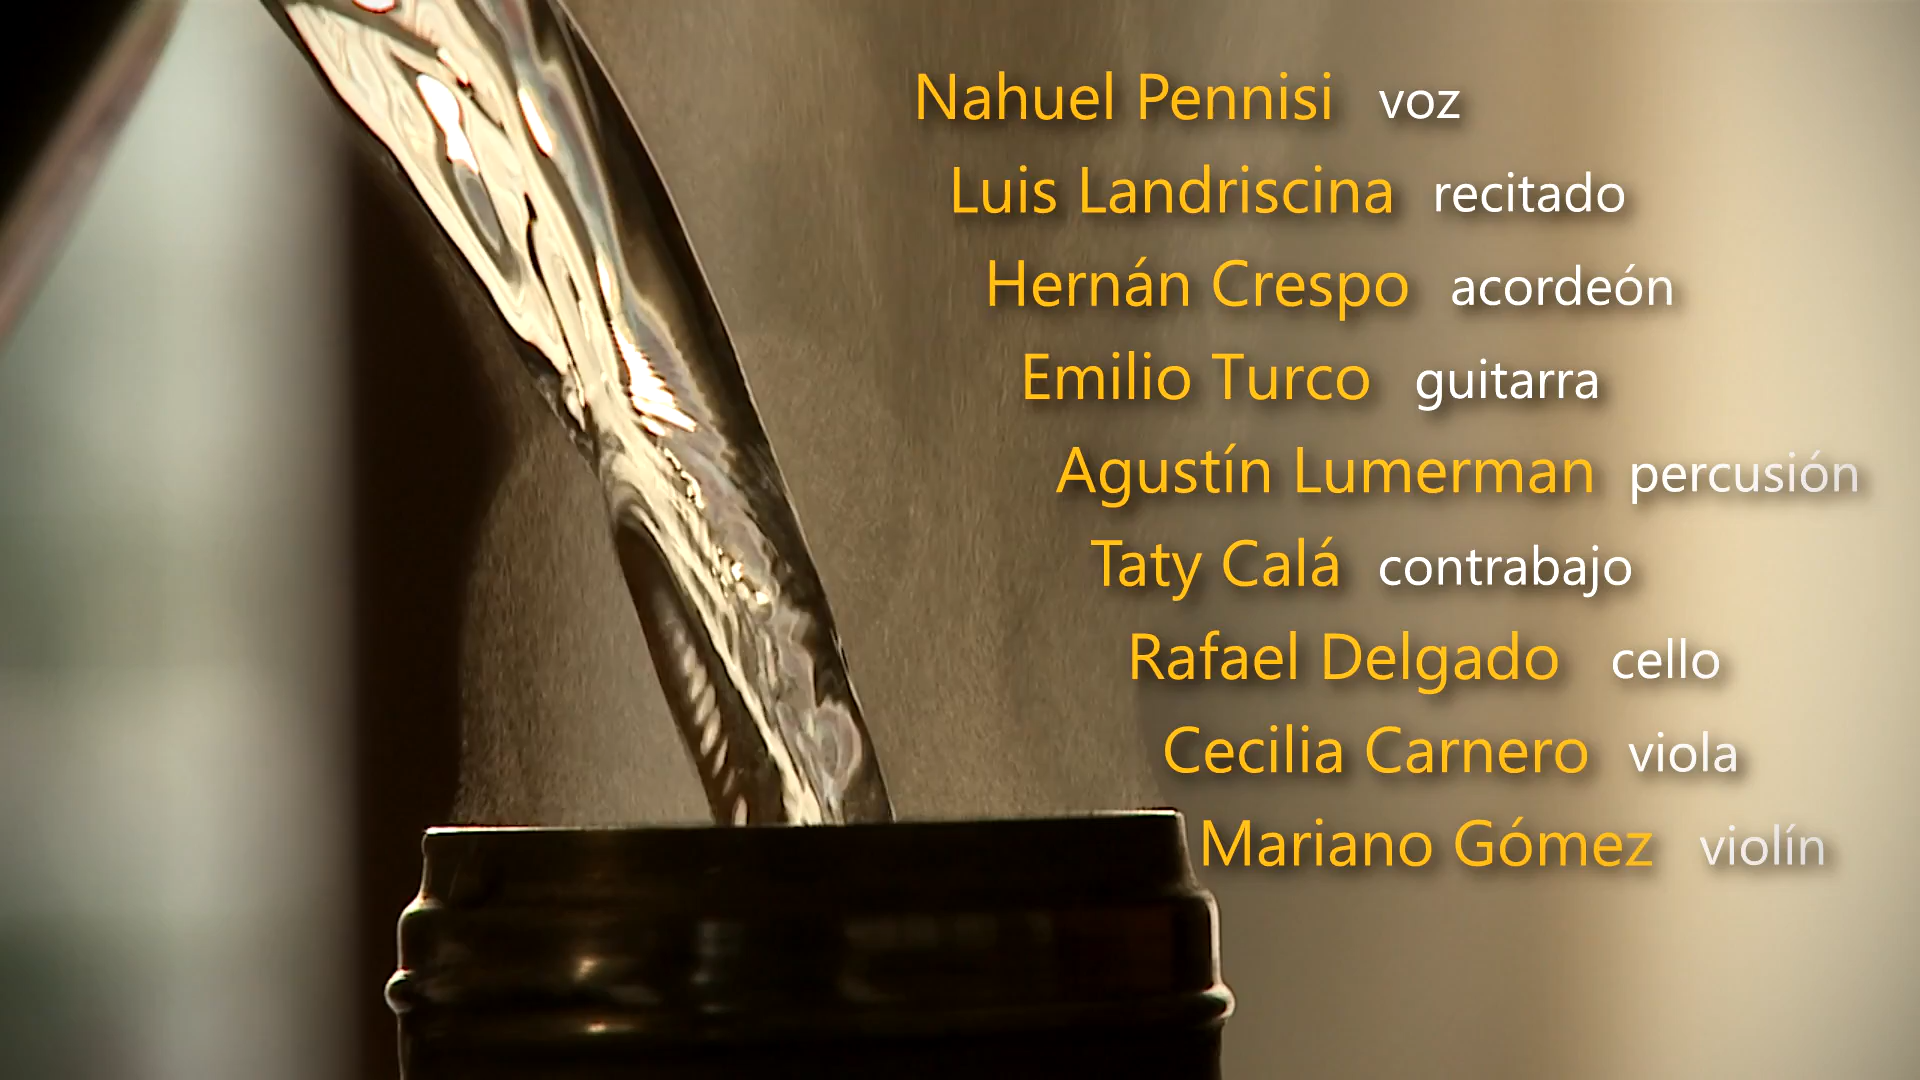 Nahuel Pennisi voz
Luis Landriscina recitado
Hernán Crespo acordeón
Emilio Turco guitarra
Agustín Lumerman percusión
Taty Calá contrabajo
Rafael Delgado cello
Cecilia Carnero viola
Mariano Gómez violín